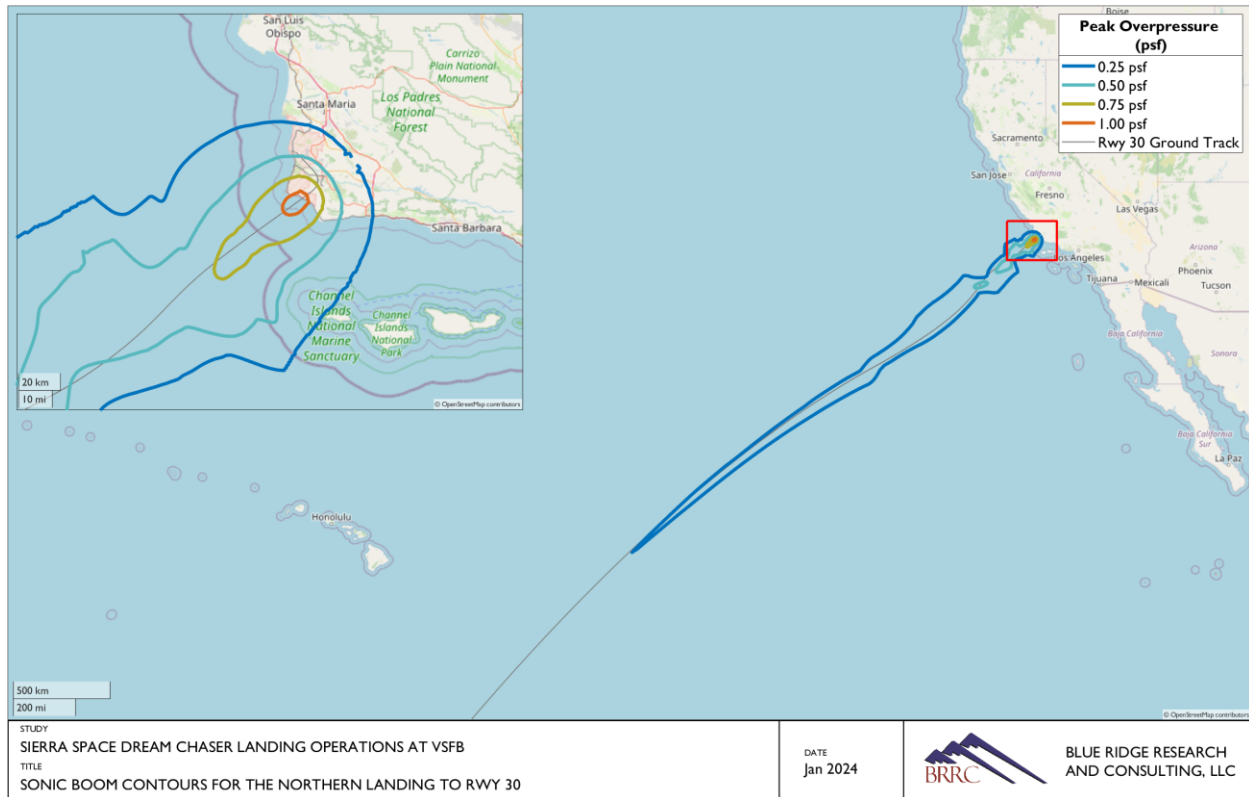 San Luis
Obispo
Carrizo
Plain National
Monument
Santa Maria
Los Padres
National
Forest
Santa Barbara
Channel
Islands
National
Marine
Sanctuary
Channel
Islands
National
Park
20 km
10 mi
© OpenStreetMap contributors
Boise
Peak Overpressure
(psf)
0.25 psf
0.50 psf
0.75 psf
1.00 psf
Rwy 30 Ground Track
Sacramento
San Jose
California
Fresno
Las Vegas
Los Angeles
Arizona
Phoenix
Tijuana
Mexicali
Tucson
Baja California
Sonora
Baja California
Sur
La Paz
Honolulu
500 km
200 mi
© OpenStreetMap contributors
STUDY
SIERRA SPACE DREAM CHASER LANDING OPERATIONS AT VSFB
TITLE
SONIC BOOM CONTOURS FOR THE NORTHERN LANDING TO RWY 30
DATE
Jan 2024
BRRC
BLUE RIDGE RESEARCH
AND CONSULTING, LLC